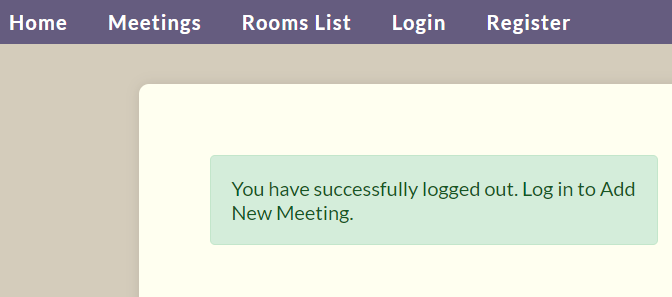 Home Meetings Rooms List Login Register
You have successfully logged out. Log in to Add
New Meeting.